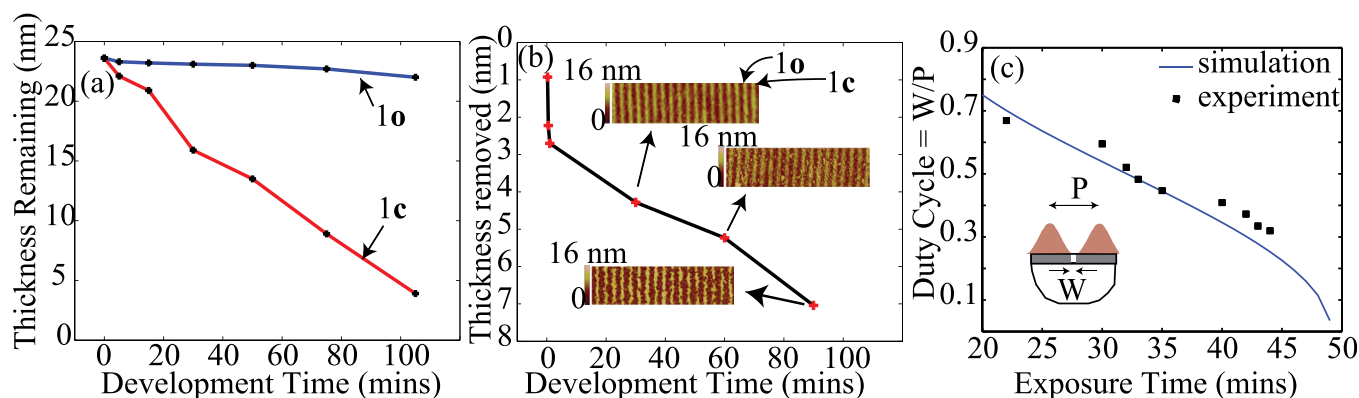 Thickness Remaining (nm)
25
20
15
10
5
0
(a)
1o
1c
0 20 40 60 80 100
Development Time (mins)
Thickness removed (nm)
0
1
2
3
4
5
6
7
8
(b)
1o
1c
16 nm
0
16 nm
0
16 nm
0
0 20 40 60 80 100
Development Time (mins)
Duty Cycle = W/P
0.9
0.7
0.5
0.3
0.1
(c)
simulation
experiment
P
W
20 30 40 50
Exposure Time (mins)